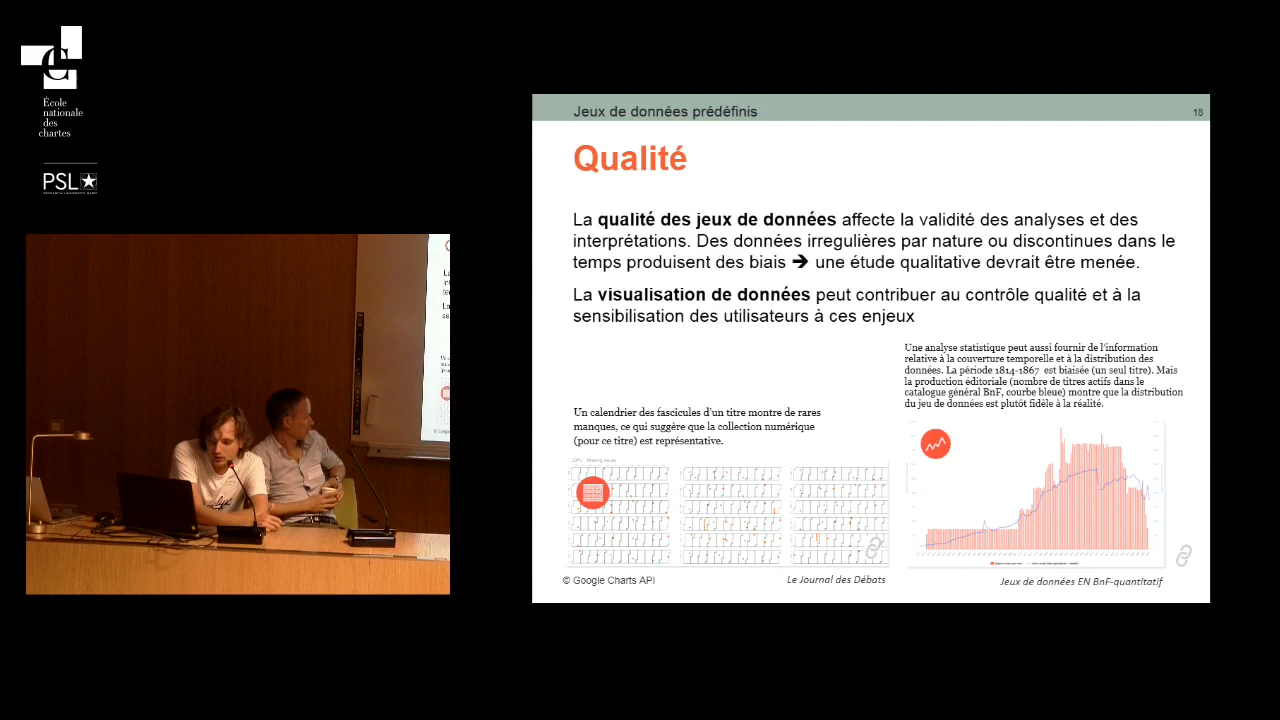 École
nationale
des
chartes
PSL
Jeux de données prédéfinis
18
Qualité
La qualité des jeux de données affecte la validité des analyses et des
interprétations. Des données irregulières par nature ou discontinues dans le
temps produisent des biais ➔ une étude qualitative devrait être menée.
La visualisation de données peut contribuer au contrôle qualité et à la
sensibilisation des utilisateurs à ces enjeux
Une analyse statistique peut aussi fournir de l'information
relative à la couverture temporelle et à la distribution des
données. La période 1814-1867 est biaisée (un seul titre). Mais
la production éditoriale (nombre de titres actifs dans le
catalogue général BnF, courbe bleue) montre que la distribution
du jeu de données est plutôt fidèle à la réalité.
Un calendrier des fascicules d'un titre montre de rares
manques, ce qui suggère que la collection numérique
(pour ce titre) est représentative.
© Google Charts API
Le Journal des Débats
Jeux de données EN BnF-quantitatif